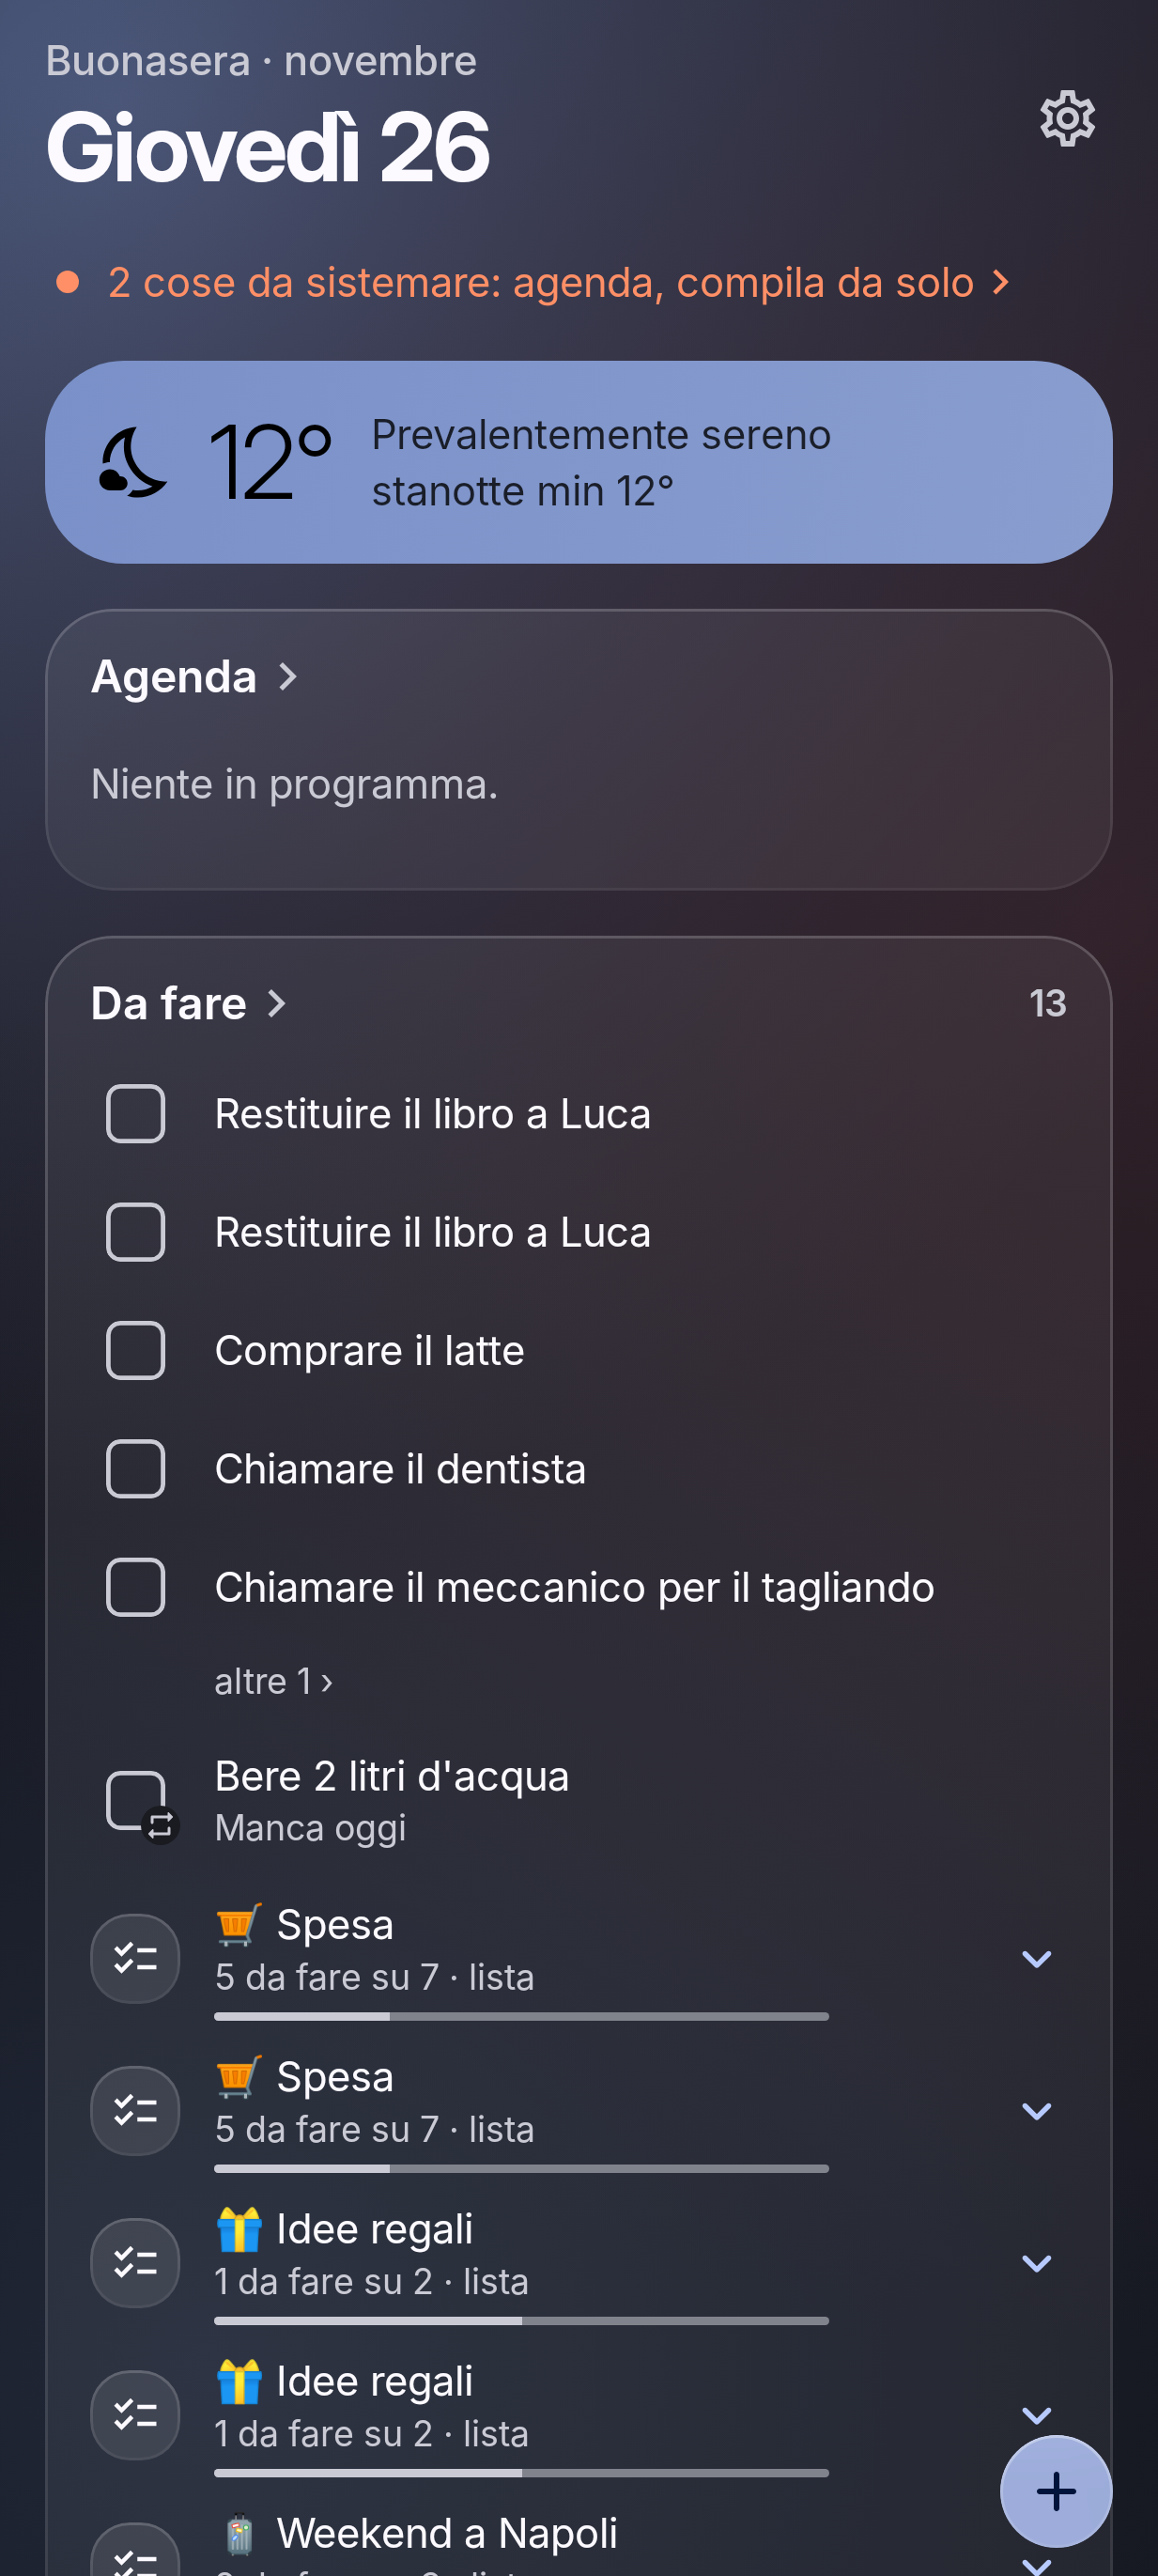 Buonasera · novembre
Giovedì 26
2 cose da sistemare: agenda, compila da solo
12°
Prevalentemente sereno
stanotte min 12°
Agenda
Niente in programma.
Da fare
13
Restituire il libro a Luca
Restituire il libro a Luca
Comprare il latte
Chiamare il dentista
Chiamare il meccanico per il tagliando
altre 1 ›
Bere 2 litri d'acqua
Manca oggi
Spesa
5 da fare su 7 · lista
Spesa
5 da fare su 7 · lista
Idee regali
1 da fare su 2 · lista
Idee regali
1 da fare su 2 · lista
Weekend a Napoli